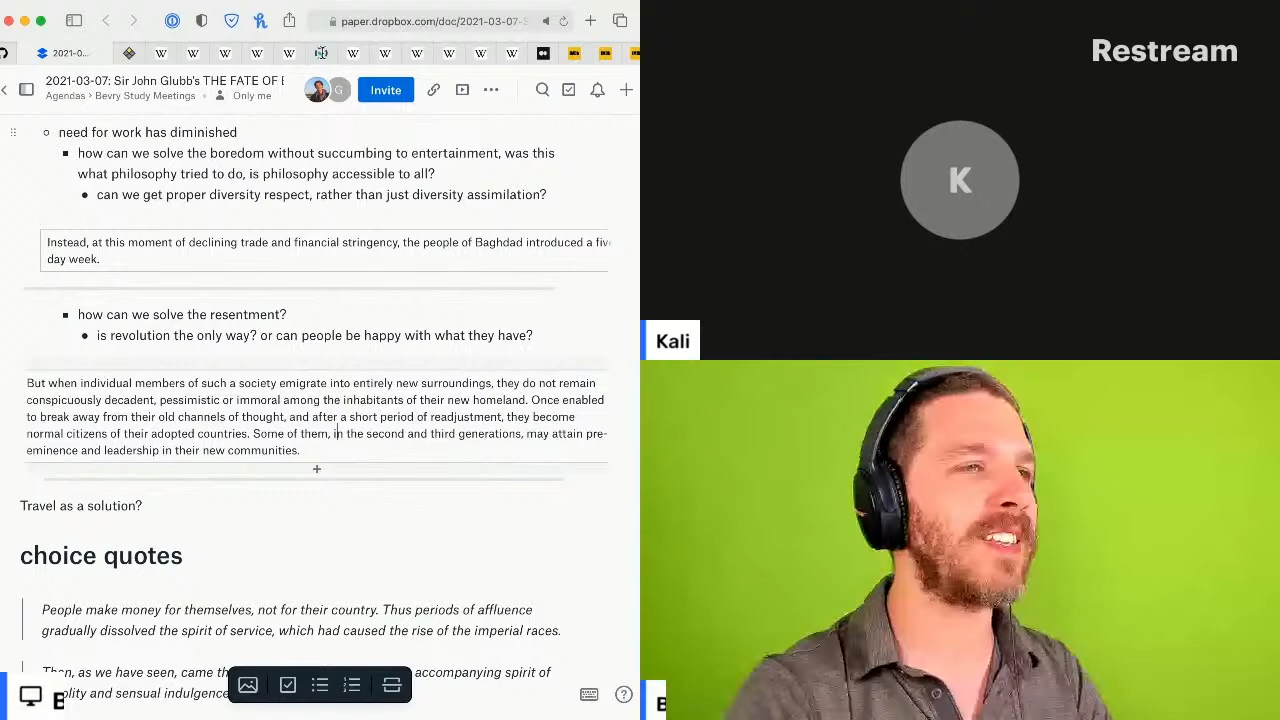 paper.dropbox.com/doc/2021-03-07-S
2021-0...
2021-03-07: Sir John Glubb's THE FATE OF E
Agendas > Bevry Study Meetings
Only me
G
Invite
need for work has diminished
how can we solve the boredom without succumbing to entertainment, was this
what philosophy tried to do, is philosophy accessible to all?
can we get proper diversity respect, rather than just diversity assimilation?
Instead, at this moment of declining trade and financial stringency, the people of Baghdad introduced a five
day week.
how can we solve the resentment?
is revolution the only way? or can people be happy with what they have?
But when individual members of such a society emigrate into entirely new surroundings, they do not remain
conspicuously decadent, pessimistic or immoral among the inhabitants of their new homeland. Once enabled
to break away from their old channels of thought, and after a short period of readjustment, they become
normal citizens of their adopted countries. Some of them, in the second and third generations, may attain pre-
eminence and leadership in their new communities.
Travel as a solution?
choice quotes
People make money for themselves, not for their country. Thus periods of affluence
gradually dissolved the spirit of service, which had caused the rise of the imperial races.
Then, as we have seen, came th accompanying spirit of
lity and sensual indulgence
B
Restream
K
Kali
B